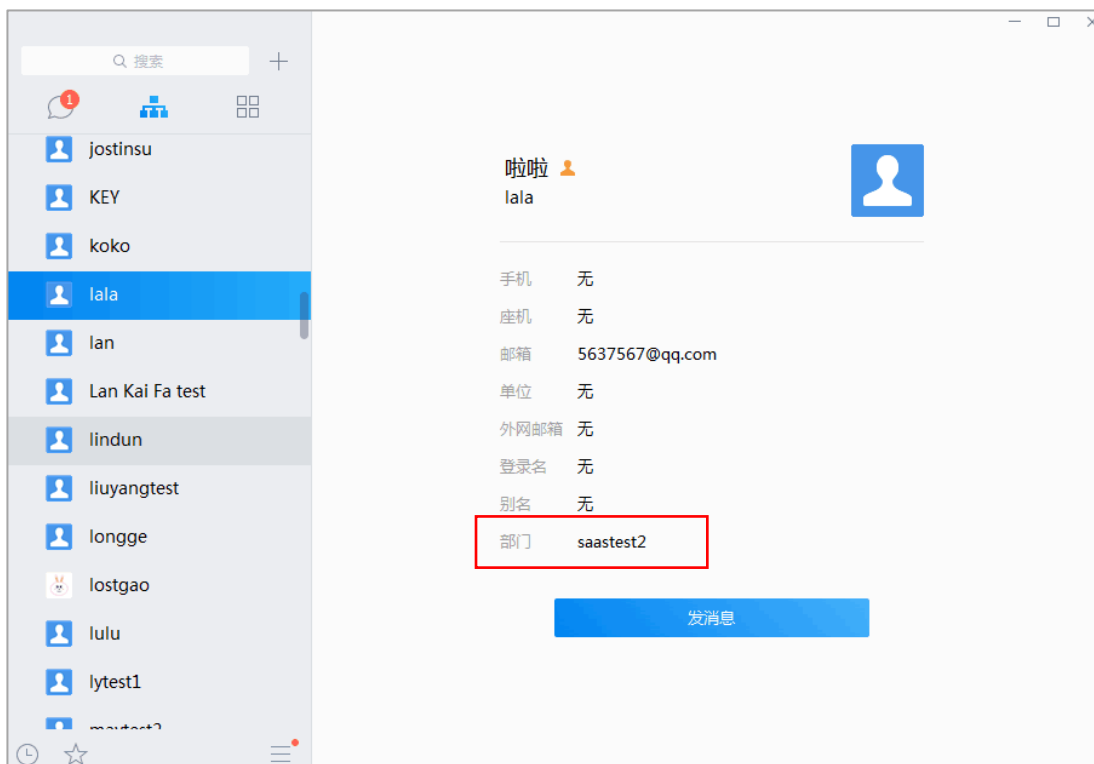 搜索
1
jostinsu
KEY
koko
lala
lan
Lan Kai Fa test
lindun
liuyangtest
longge
lostgao
lulu
lytest1
啦啦
lala
手机 无
座机 无
邮箱 5637567@qq.com
单位 无
外网邮箱 无
登录名 无
别名 无
部门 saastest2
发消息